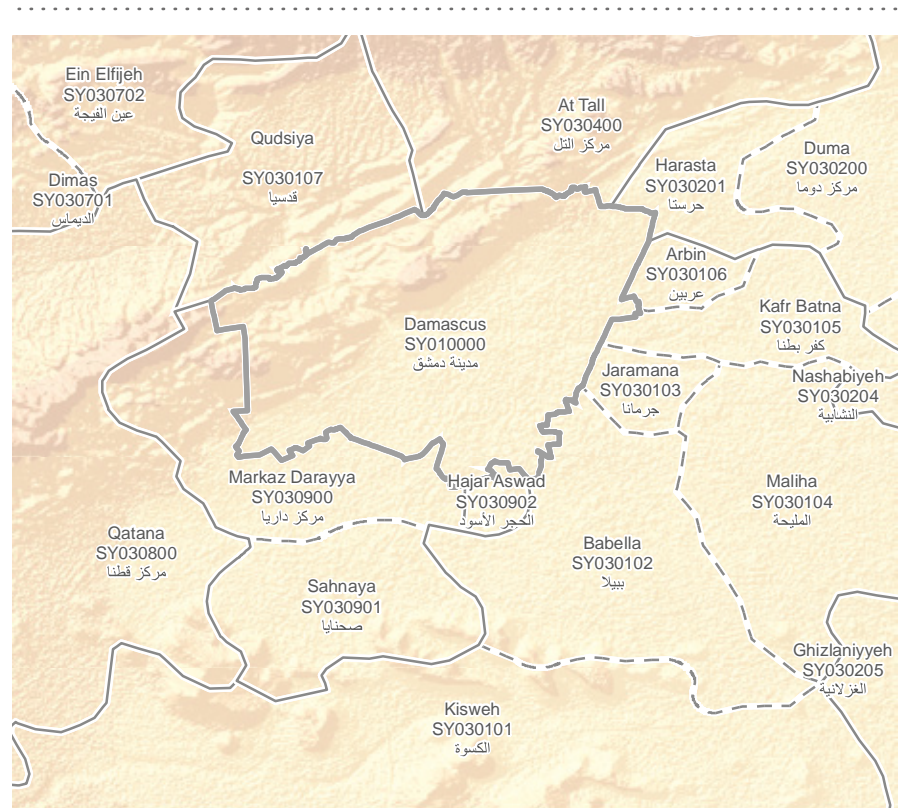 Ein Elfijeh
SY030702
عين الفيجة
At Tall
SY030400
مركز التل
Qudsiya
SY030107
قدسيا
Duma
SY030200
مركز دوما
Harasta
SY030201
حرستا
Dimas
SY030701
الديماس
Arbin
SY030106
عربين
Kafr Batna
SY030105
كفر بطنا
Damascus
SY010000
مدينة دمشق
Jaramana
SY030103
جرمانا
Nashabiyeh
SY030204
النشابية
Markaz Darayya
SY030900
مركز داريا
Hajar Aswad
SY030902
الحجر الأسود
Maliha
SY030104
المليحة
Qatana
SY030800
مركز قطنا
Babella
SY030102
ببيلا
Sahnaya
SY030901
صحنايا
Ghizlaniyyeh
SY030205
الغزلانية
Kisweh
SY030101
الكسوة